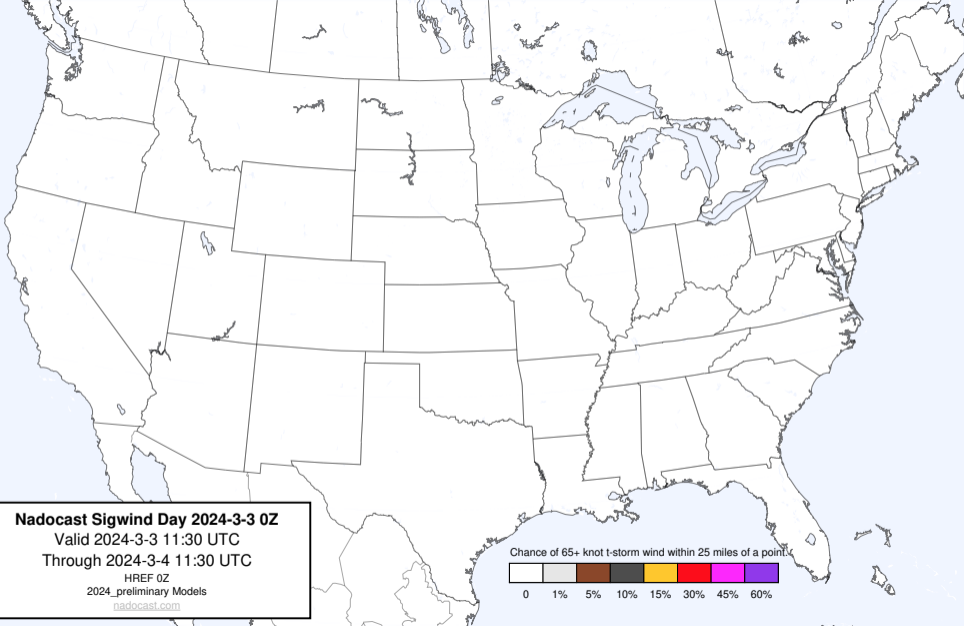 Nadocast Sigwind Day 2024-3-3 0Z
Valid 2024-3-3 11:30 UTC
Through 2024-3-4 11:30 UTC
HREF 0Z
2024_preliminary Models
nadocast.com
Chance of 65+ knot t-storm wind within 25 miles of a point.
0 1% 5% 10% 15% 30% 45% 60%